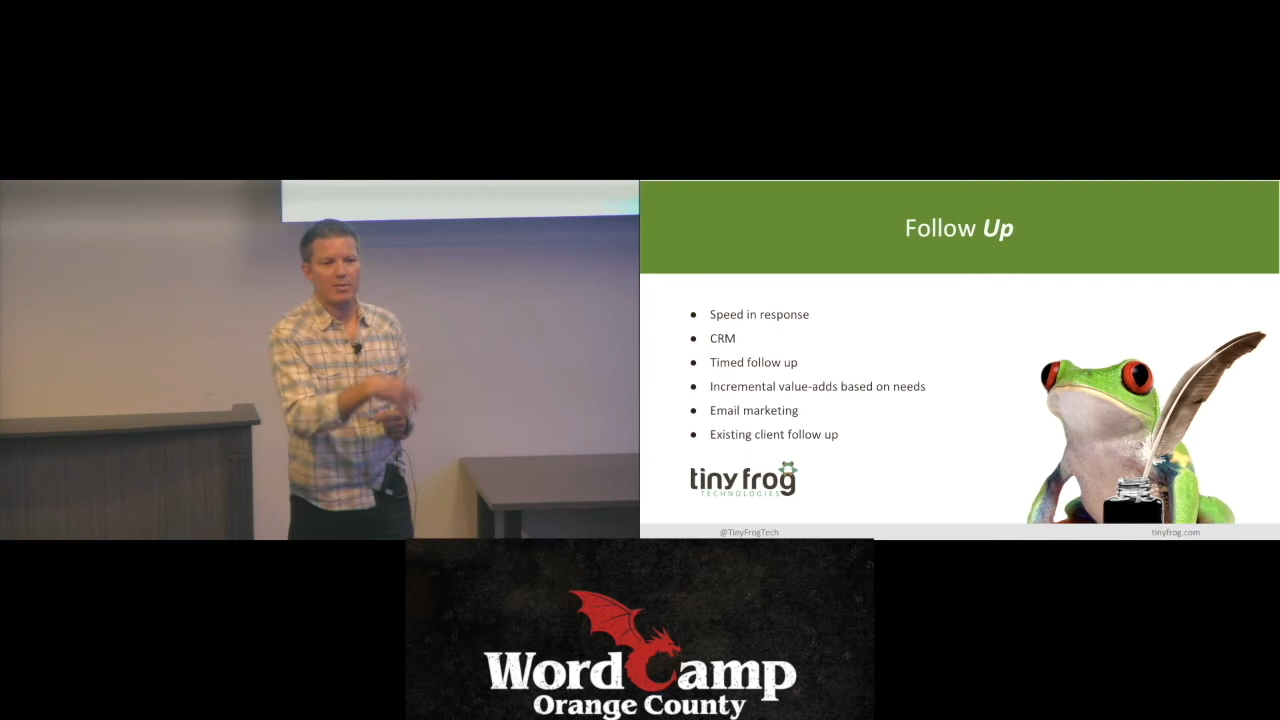 Follow Up
● Speed in response
● CRM
● Timed follow up
● Incremental value-adds based on needs
● Email marketing
● Existing client follow up
tiny frog
TECHNOLOGIES
@TinyFrogTech
tinyfrog.com
WordCamp
Orange County